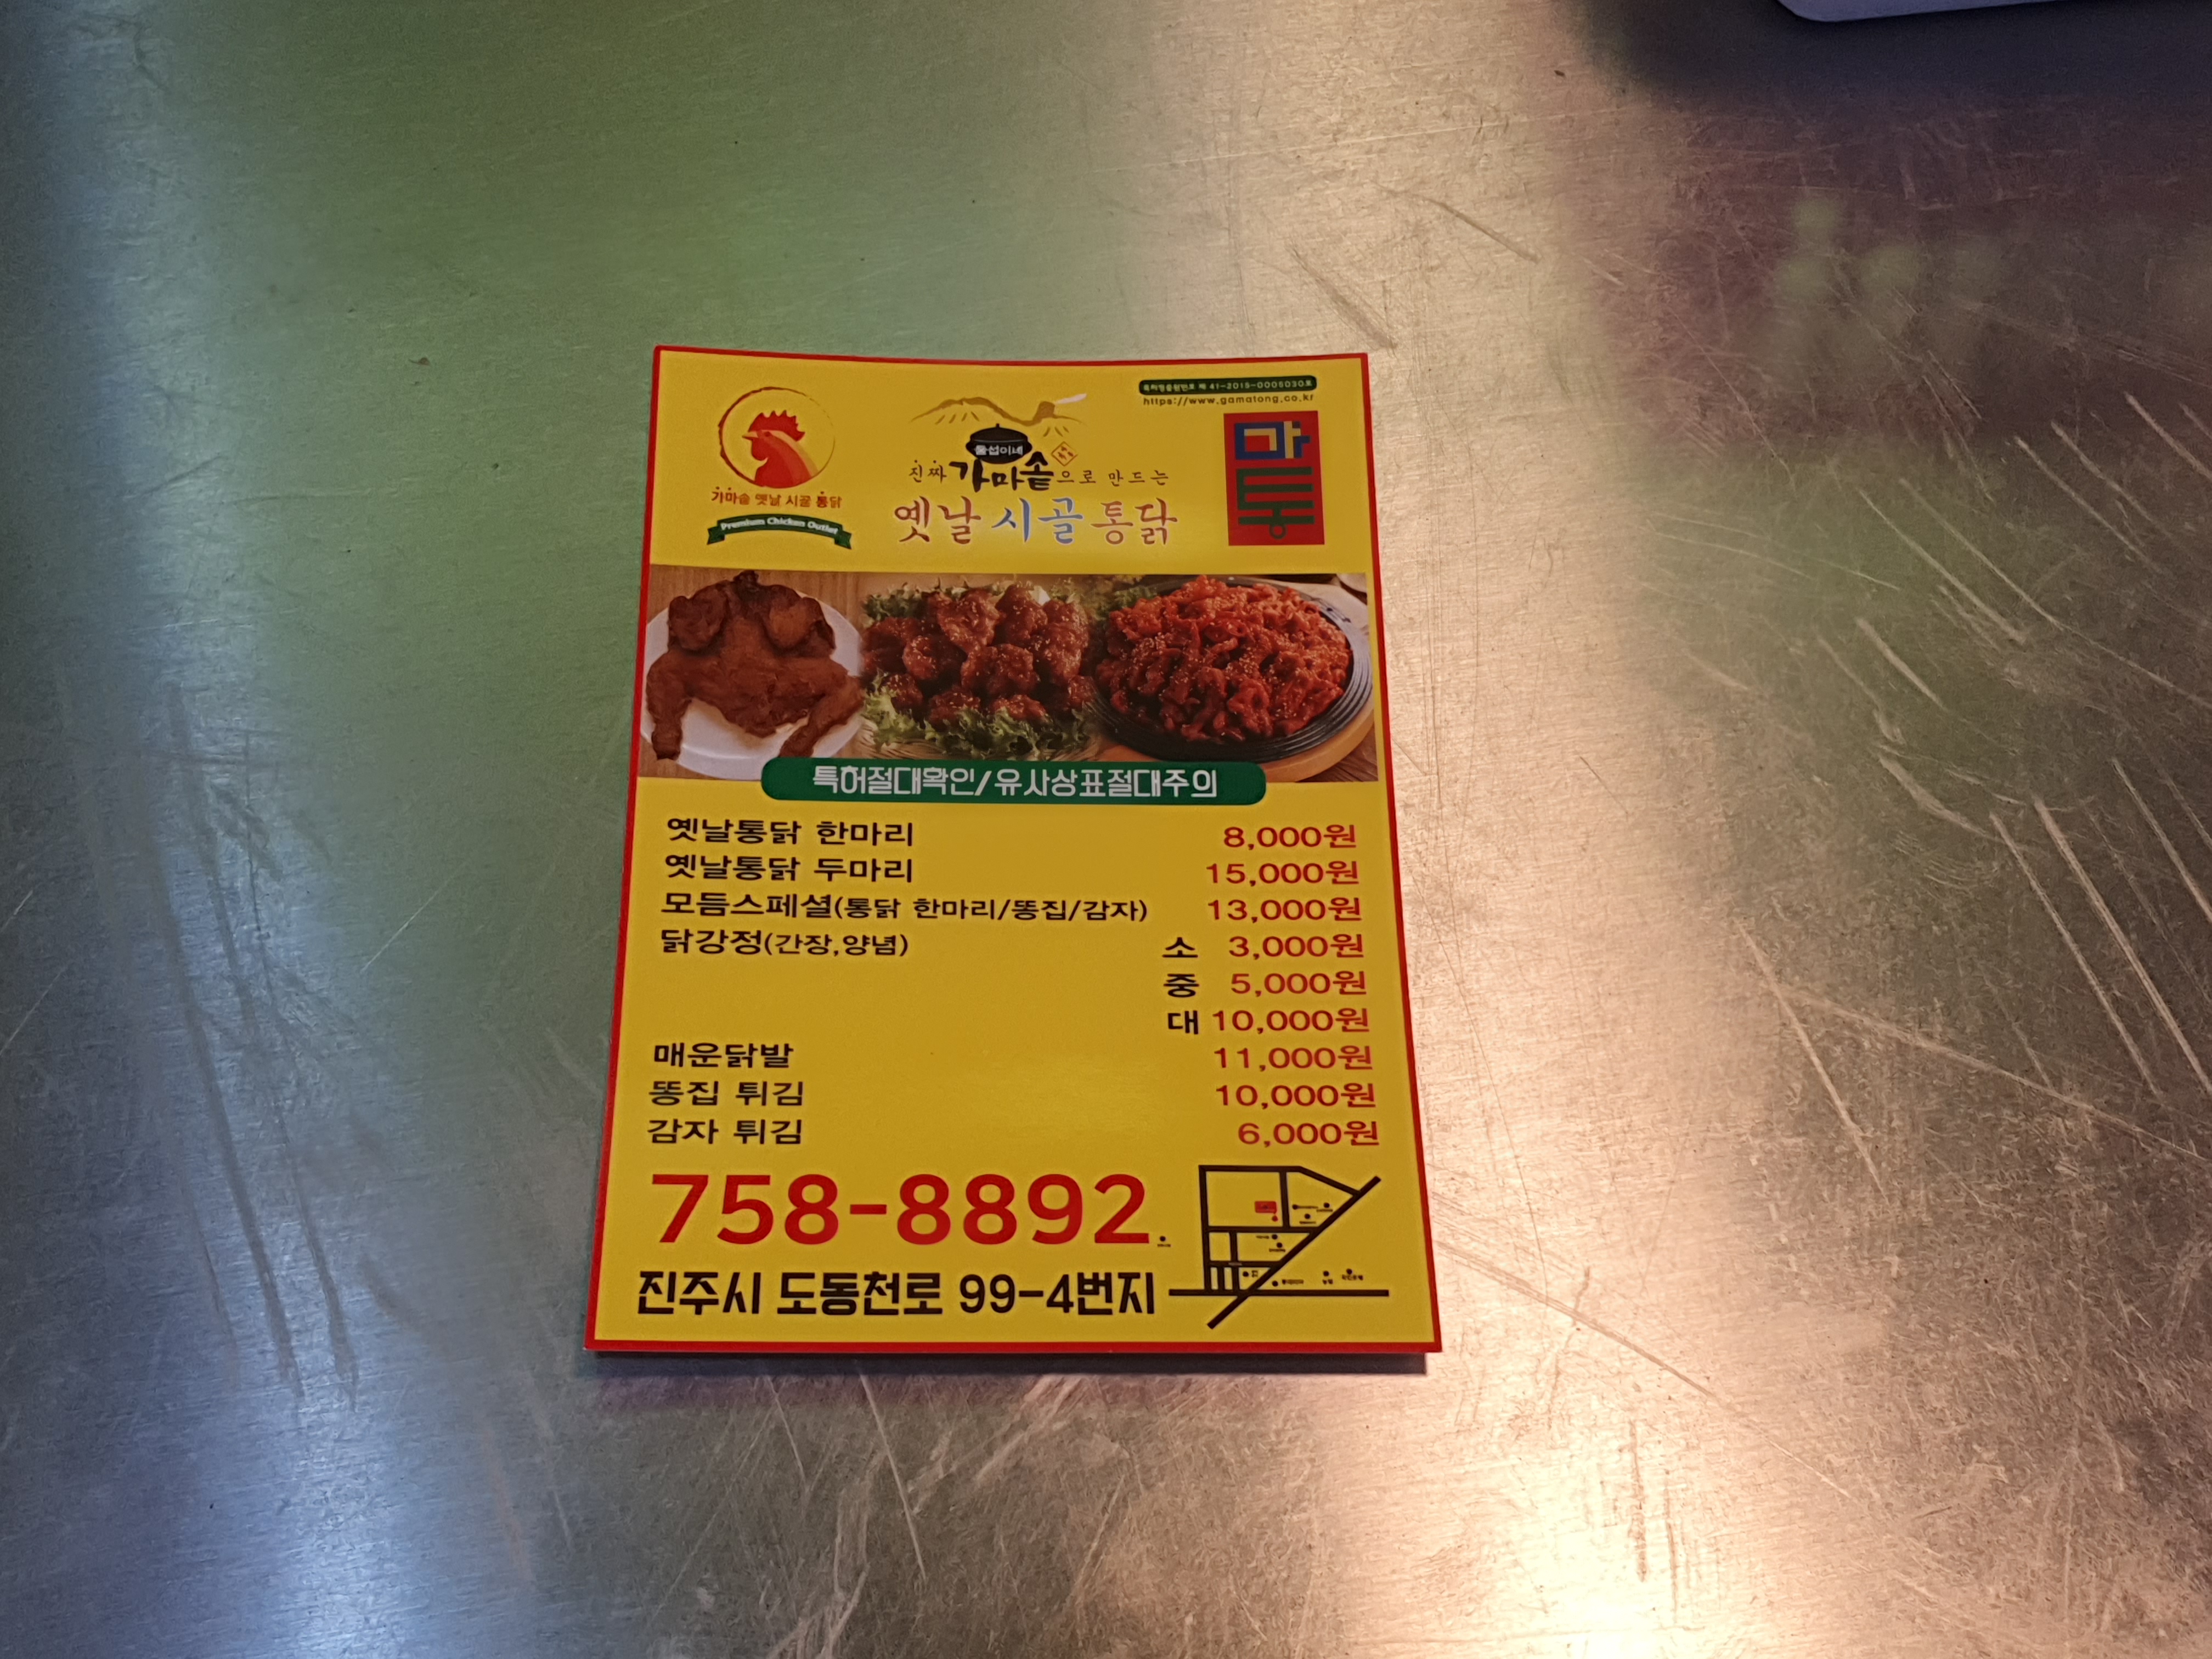 https://www.gamatong.co.kr
진짜 가마솥으로 만드는
옛날 시골 통닭
가마솥 옛날 시골 통닭
Premium Chicken Outlet
특허절대확인/유사상표절대주의
옛날통닭 한마리 8,000원
옛날통닭 두마리 15,000원
모듬스페셜(통닭 한마리/똥집/감자) 13,000원
닭강정(간장,양념) 소 3,000원
중 5,000원
대 10,000원
매운닭발 11,000원
똥집 튀김 10,000원
감자 튀김 6,000원
758-8892
진주시 도동천로 99-4번지